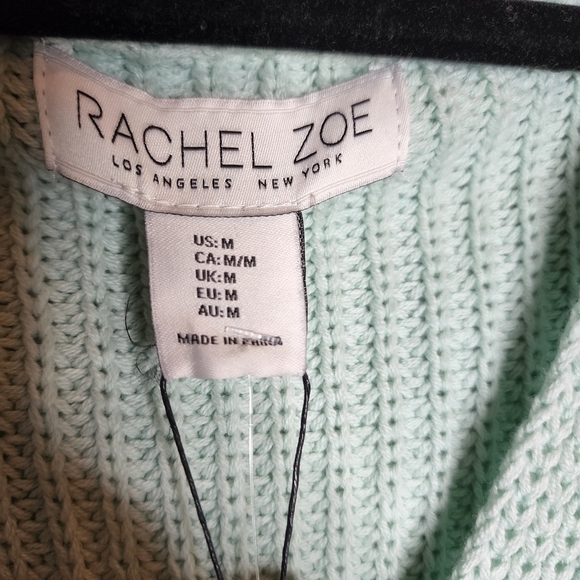 RACHEL ZOE
LOS ANGELES NEW YORK
US: M
CA: M/M
UK: M
EU: M
AU: M
MADE IN CHINA